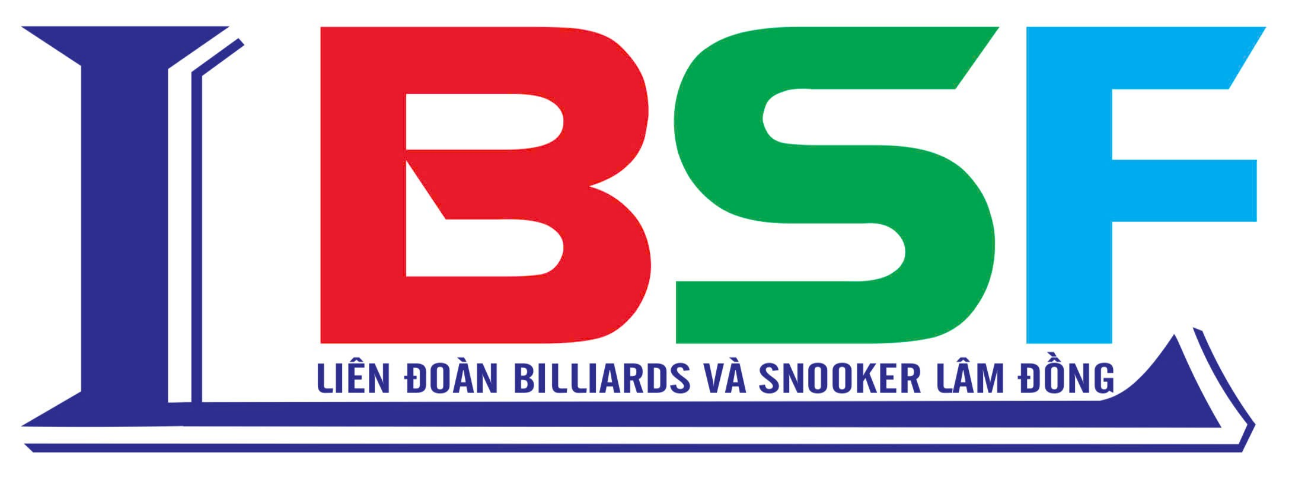 LBSF
LIÊN ĐOÀN BILLIARDS VÀ SNOOKER LÂM ĐỒNG